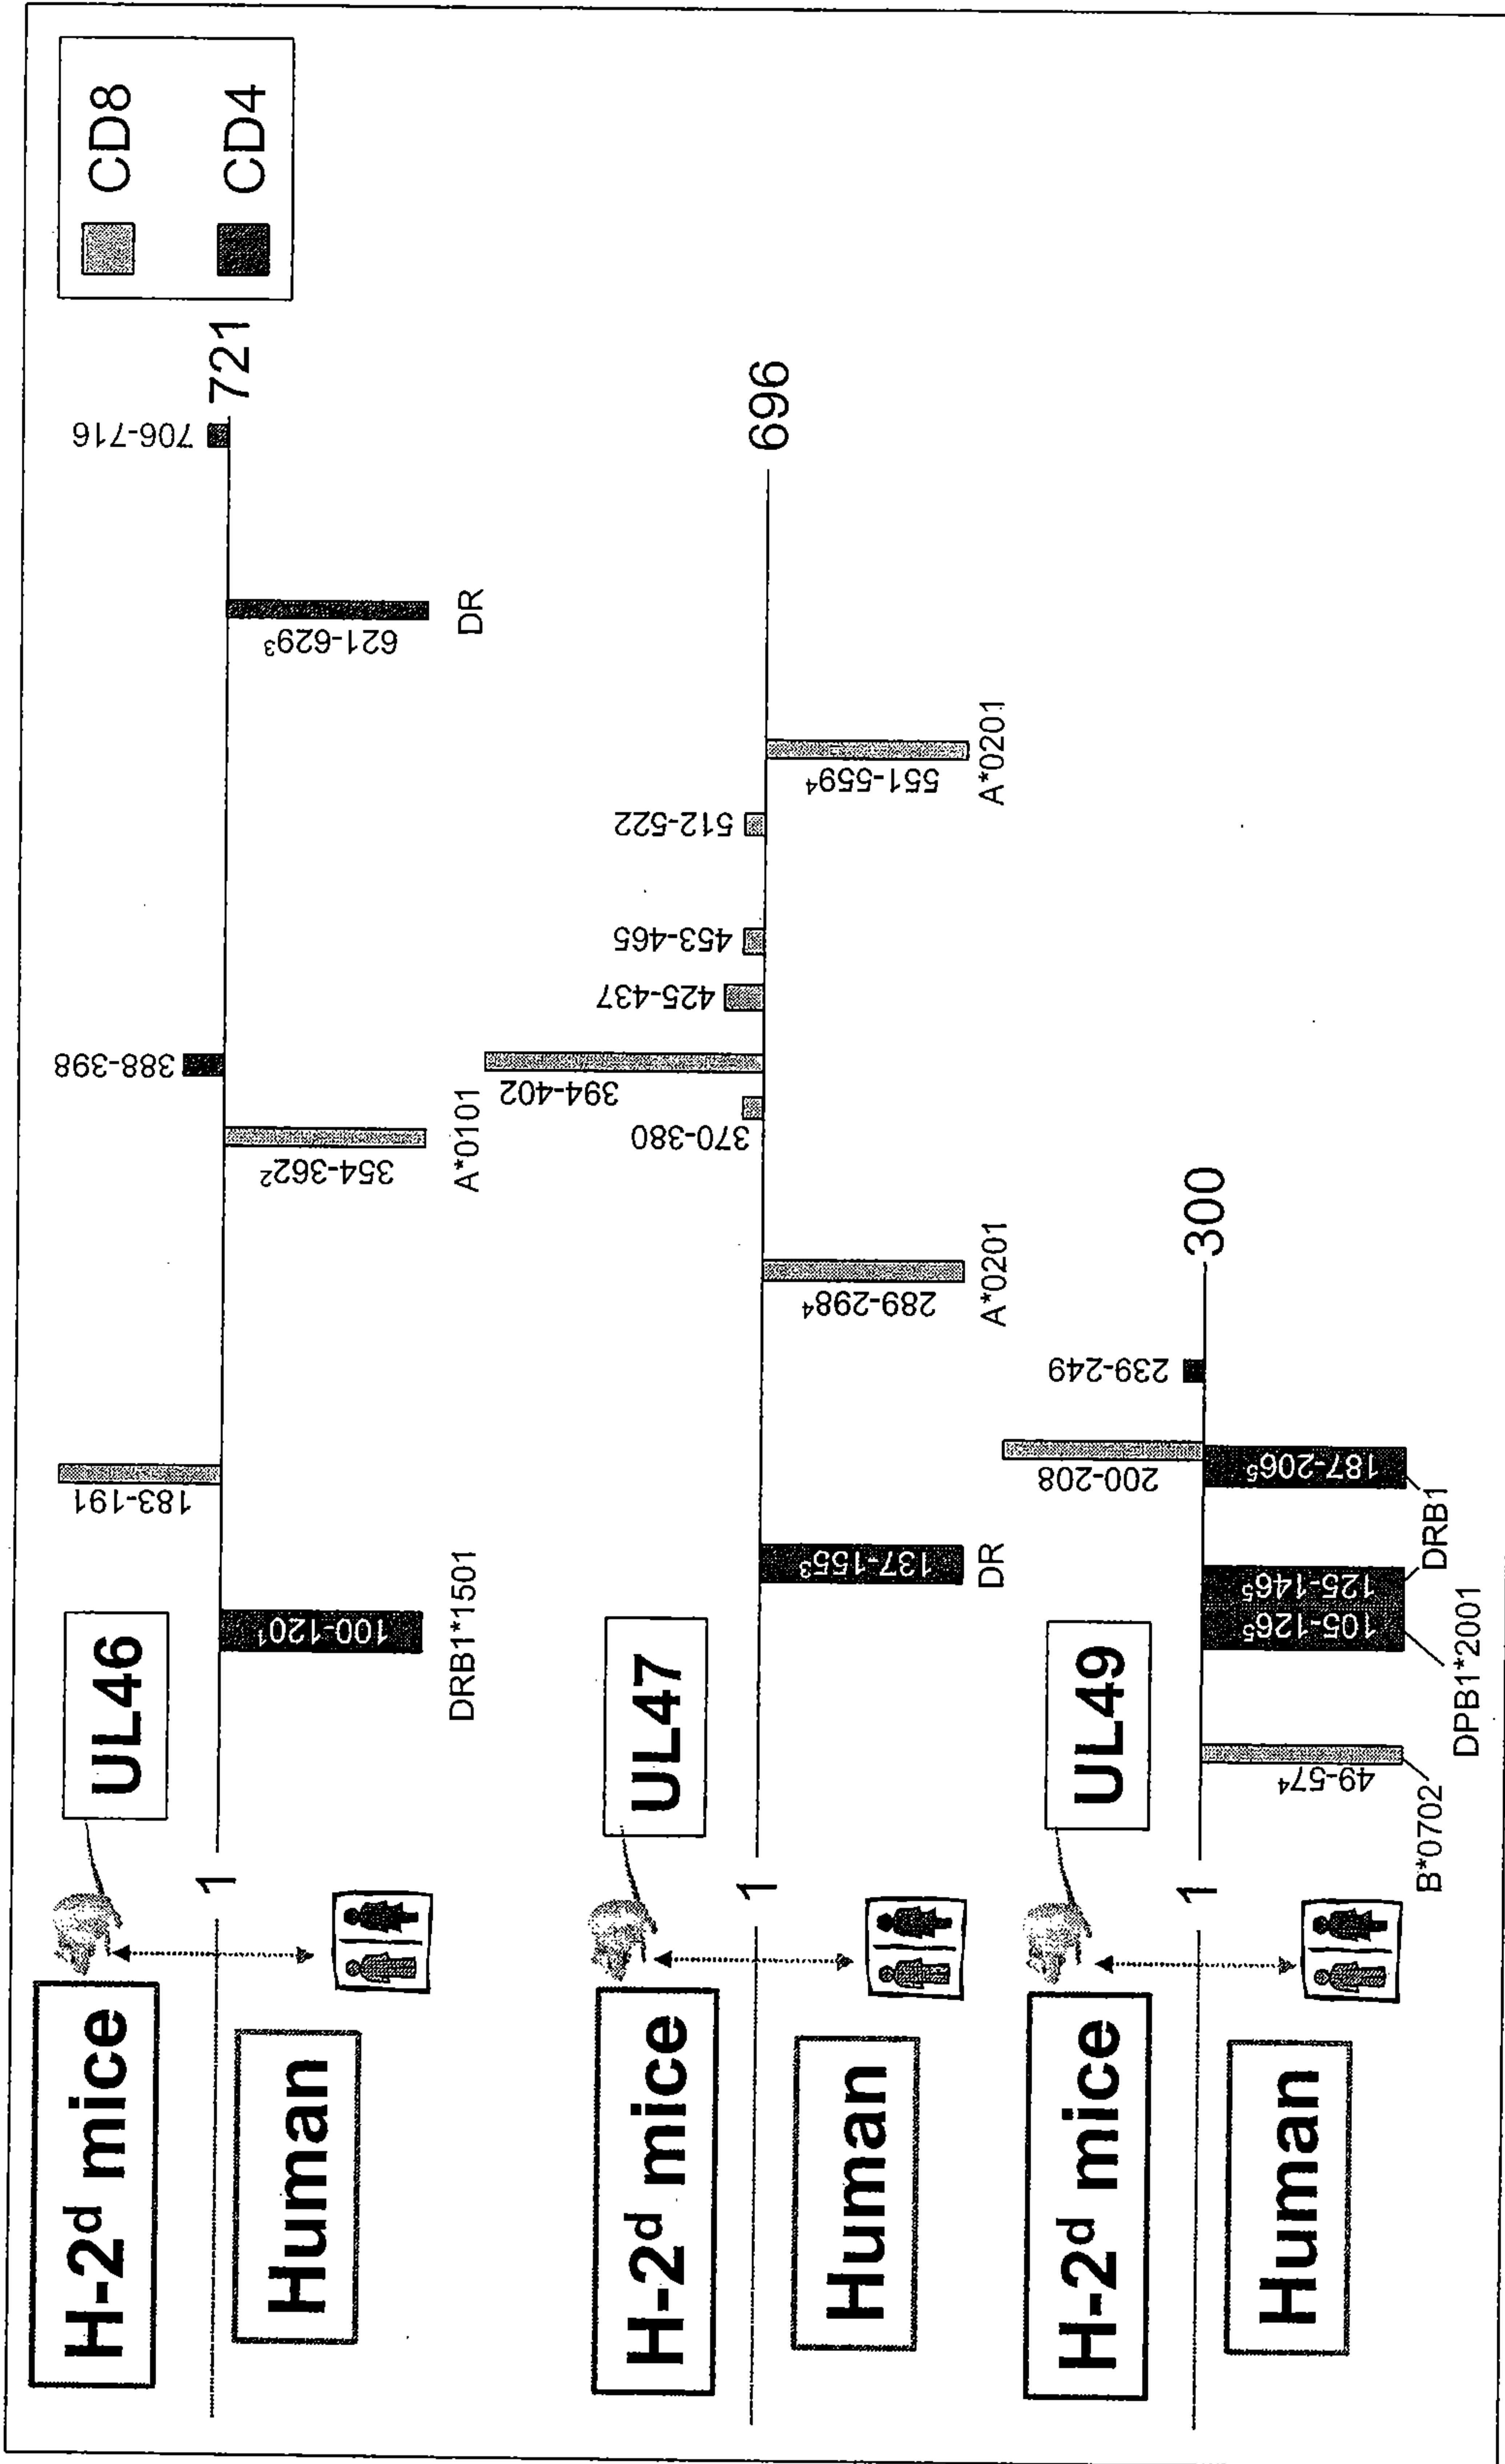 CD8
CD4
H-2ᵈ mice
Human
UL46
1
721
183-191
388-398
706-716
100-120¹
354-362²
621-629³
DRB1*1501
A*0101
DR
H-2ᵈ mice
Human
UL47
1
696
370-380
394-402
425-437
453-465
512-522
137-155³
289-298⁴
551-559⁴
DR
A*0201
A*0201
H-2ᵈ mice
Human
UL49
1
300
200-208
239-249
49-57⁴
105-126⁵
125-146⁵
187-206⁵
B*0702
DPB1*2001
DRB1